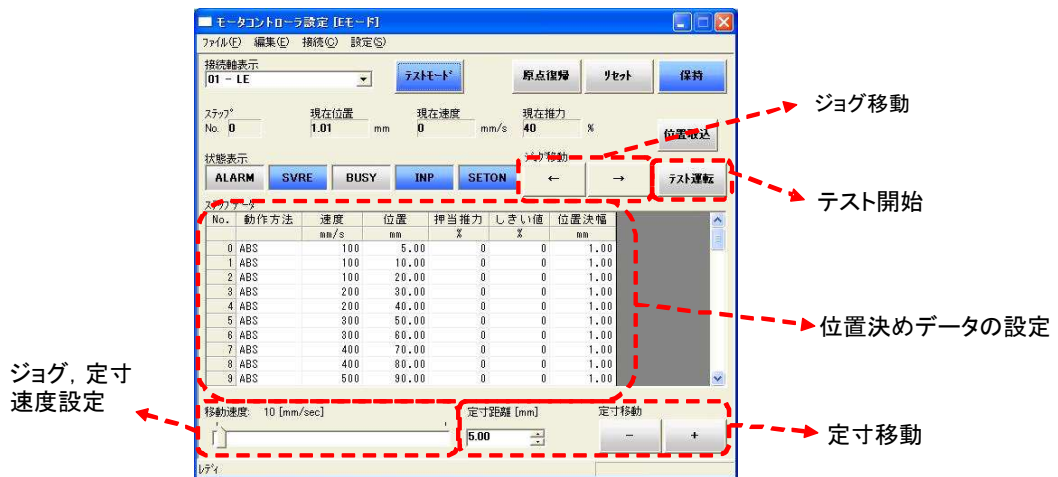 モータコントローラ設定 [Eモード]
ファイル(F) 編集(E) 接続(C) 設定(S)
接続軸表示
01 - LE
テストモード
原点復帰
リセット
保持
ステップ 現在位置 現在速度 現在推力
No. 0 1.01 mm 0 mm/s 40 %
位置取込
状態表示
ジョグ移動
ALARM SVRE BUSY INP SETON ← → テスト運転
ステップデータ
No. 動作方法 速度 位置 押当推力 しきい値 位置決幅
mm/s mm % % mm
0 ABS 100 5.00 0 0 1.00
1 ABS 100 10.00 0 0 1.00
2 ABS 100 20.00 0 0 1.00
3 ABS 200 30.00 0 0 1.00
4 ABS 200 40.00 0 0 1.00
5 ABS 300 50.00 0 0 1.00
6 ABS 300 60.00 0 0 1.00
7 ABS 400 70.00 0 0 1.00
8 ABS 400 80.00 0 0 1.00
9 ABS 500 90.00 0 0 1.00
移動速度: 10 [mm/sec]
定寸距離 [mm]
定寸移動
5.00
- +
レディ
ジョグ移動
テスト開始
位置決めデータの設定
ジョグ，定寸
速度設定
定寸移動